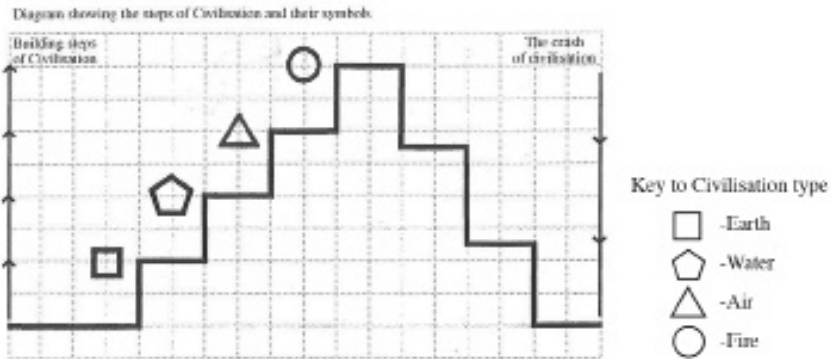 Diagram showing the steps of Civilisation and their symbols
Building steps
of Civilisation
The crash
of civilisation
Key to Civilisation type
-Earth
-Water
-Air
-Fire